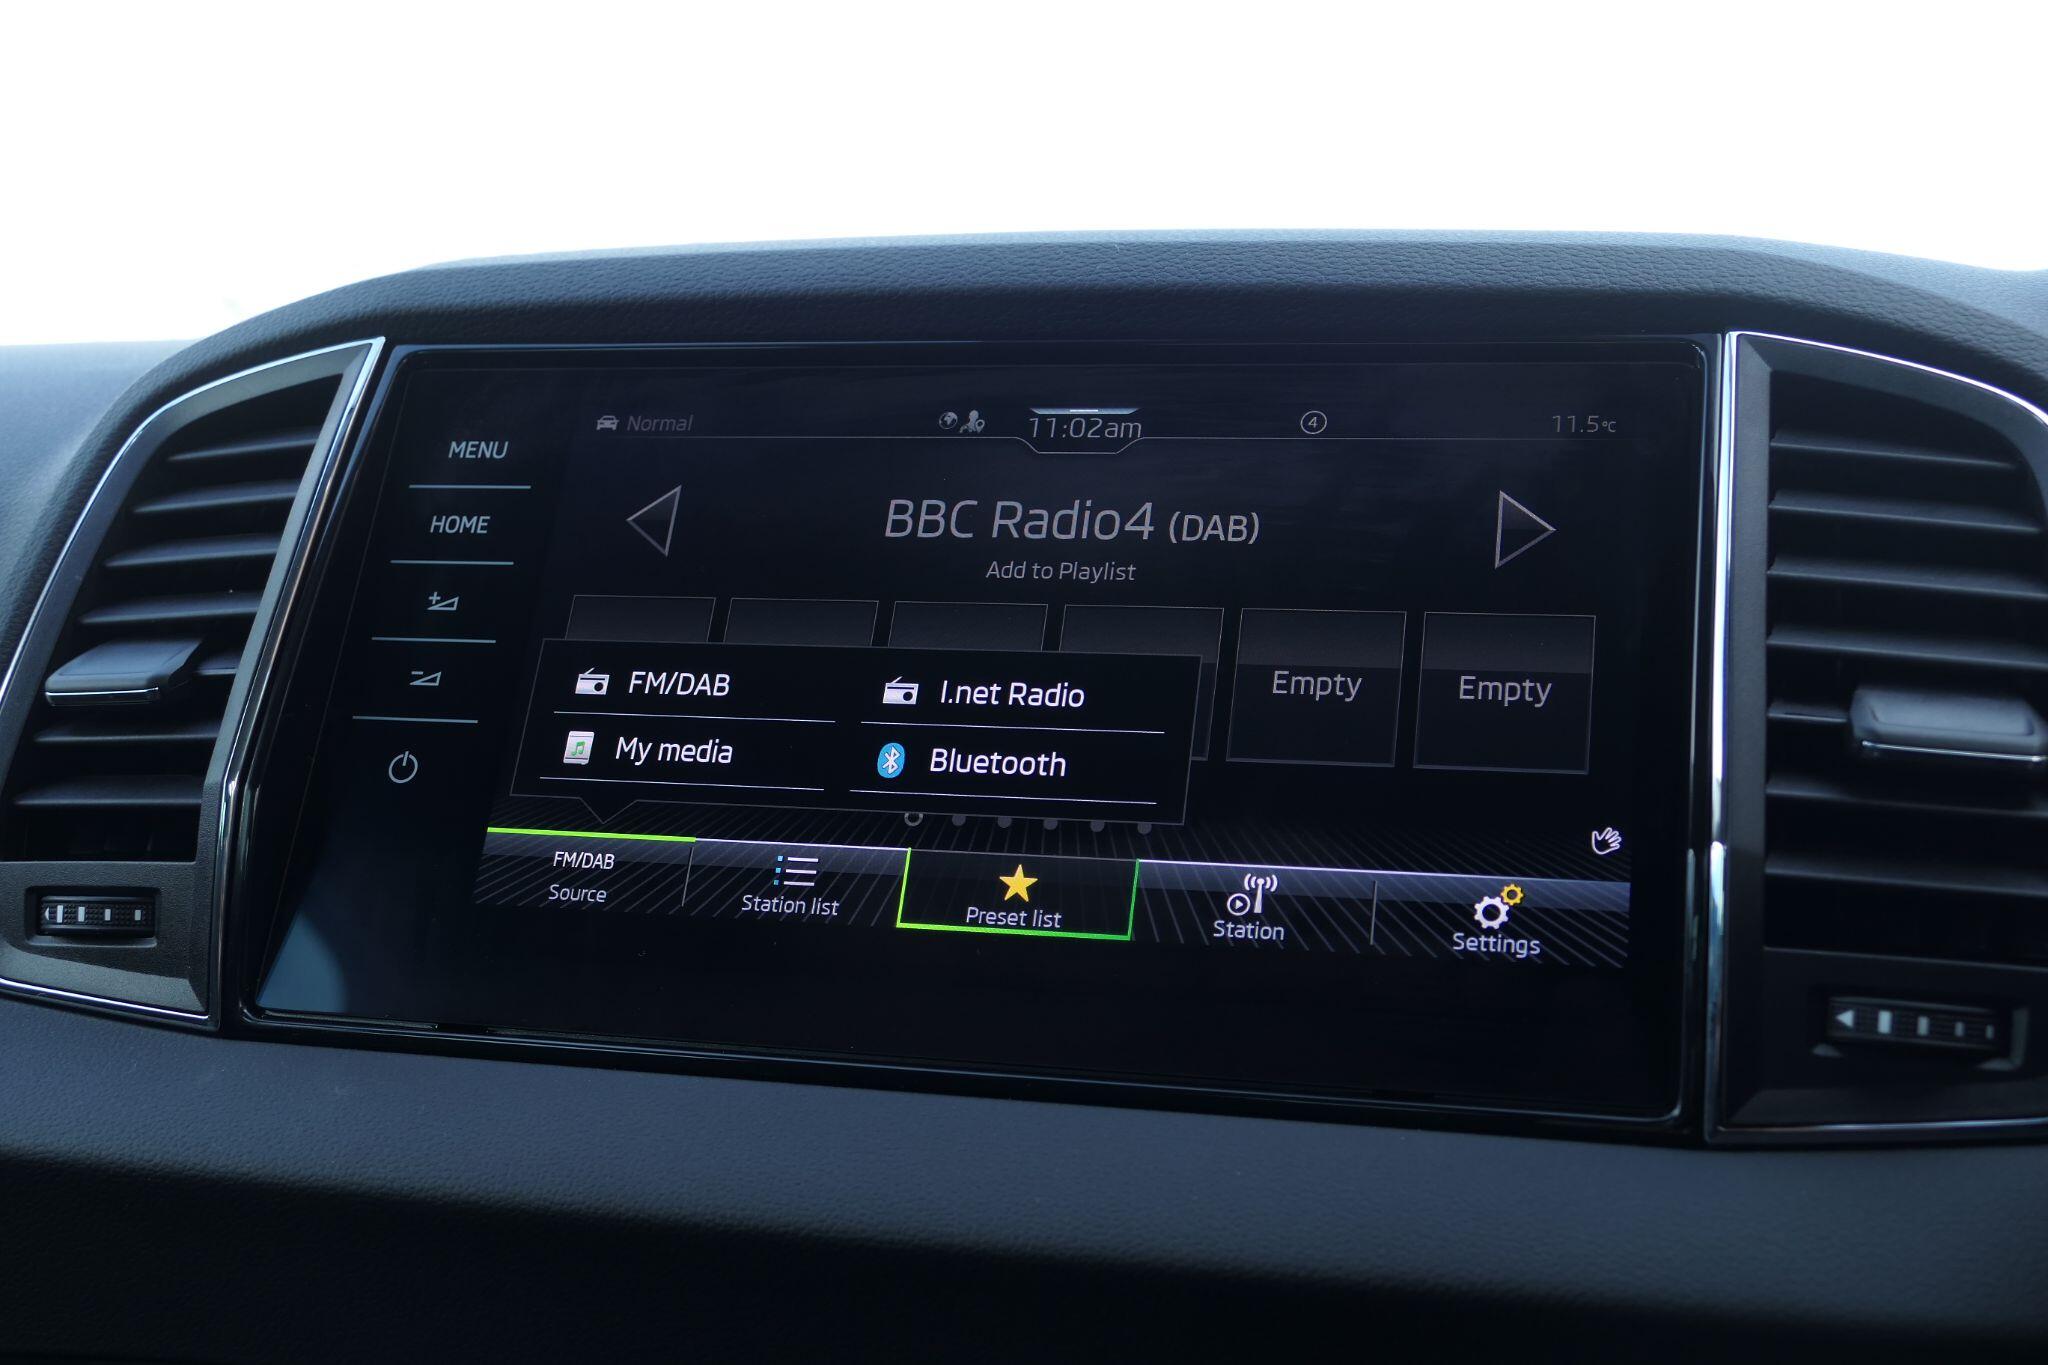 MENU
HOME
Normal
11:02am
4
11.5°C
BBC Radio4 (DAB)
Add to Playlist
Empty
Empty
FM/DAB
I.net Radio
My media
Bluetooth
FM/DAB
Source
Station list
Preset list
Station
Settings